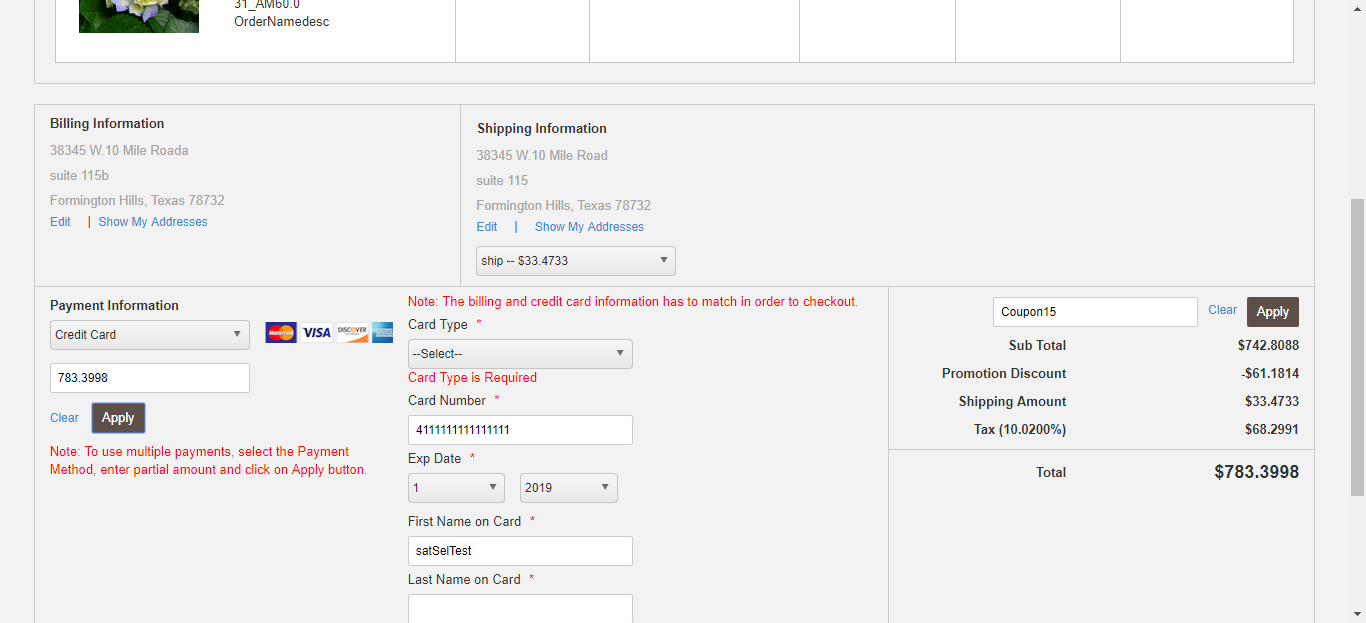 31_AM60.0
OrderNamedesc
Billing Information
38345 W.10 Mile Roada
suite 115b
Formington Hills, Texas 78732
Edit | Show My Addresses
Shipping Information
38345 W.10 Mile Road
suite 115
Formington Hills, Texas 78732
Edit | Show My Addresses
ship -- $33.4733
Payment Information
Credit Card
MasterCard VISA DISCOVER
783.3998
Clear Apply
Note: To use multiple payments, select the Payment
Method, enter partial amount and click on Apply button.
Note: The billing and credit card information has to match in order to checkout.
Card Type *
--Select--
Card Type is Required
Card Number *
4111111111111111
Exp Date *
1 2019
First Name on Card *
satSelTest
Last Name on Card *
Coupon15 Clear Apply
Sub Total $742.8088
Promotion Discount -$61.1814
Shipping Amount $33.4733
Tax (10.0200%) $68.2991
Total $783.3998